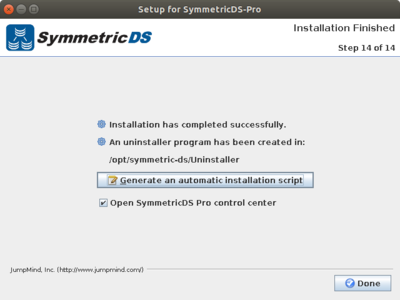 Setup for SymmetricDS-Pro
SymmetricDS
Installation Finished
Step 14 of 14
Installation has completed successfully.
An uninstaller program has been created in:
/opt/symmetric-ds/Uninstaller
Generate an automatic installation script
Open SymmetricDS Pro control center
JumpMind, Inc. (http://www.jumpmind.com/)
Done